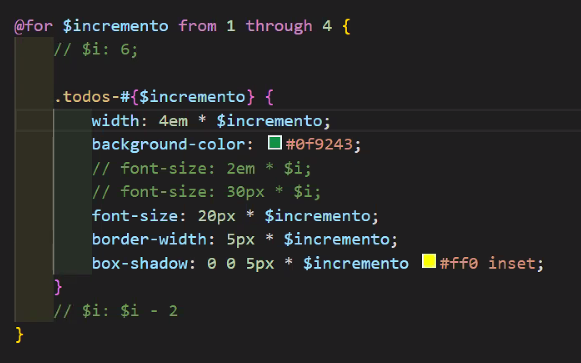 @for $incremento from 1 through 4 {
    // $i: 6;

    .todos-#{$incremento} {
        width: 4em * $incremento;
        background-color: #0f9243;
        // font-size: 2em * $i;
        // font-size: 30px * $i;
        font-size: 20px * $incremento;
        border-width: 5px * $incremento;
        box-shadow: 0 0 5px * $incremento #ff0 inset;
    }
    // $i: $i - 2
}